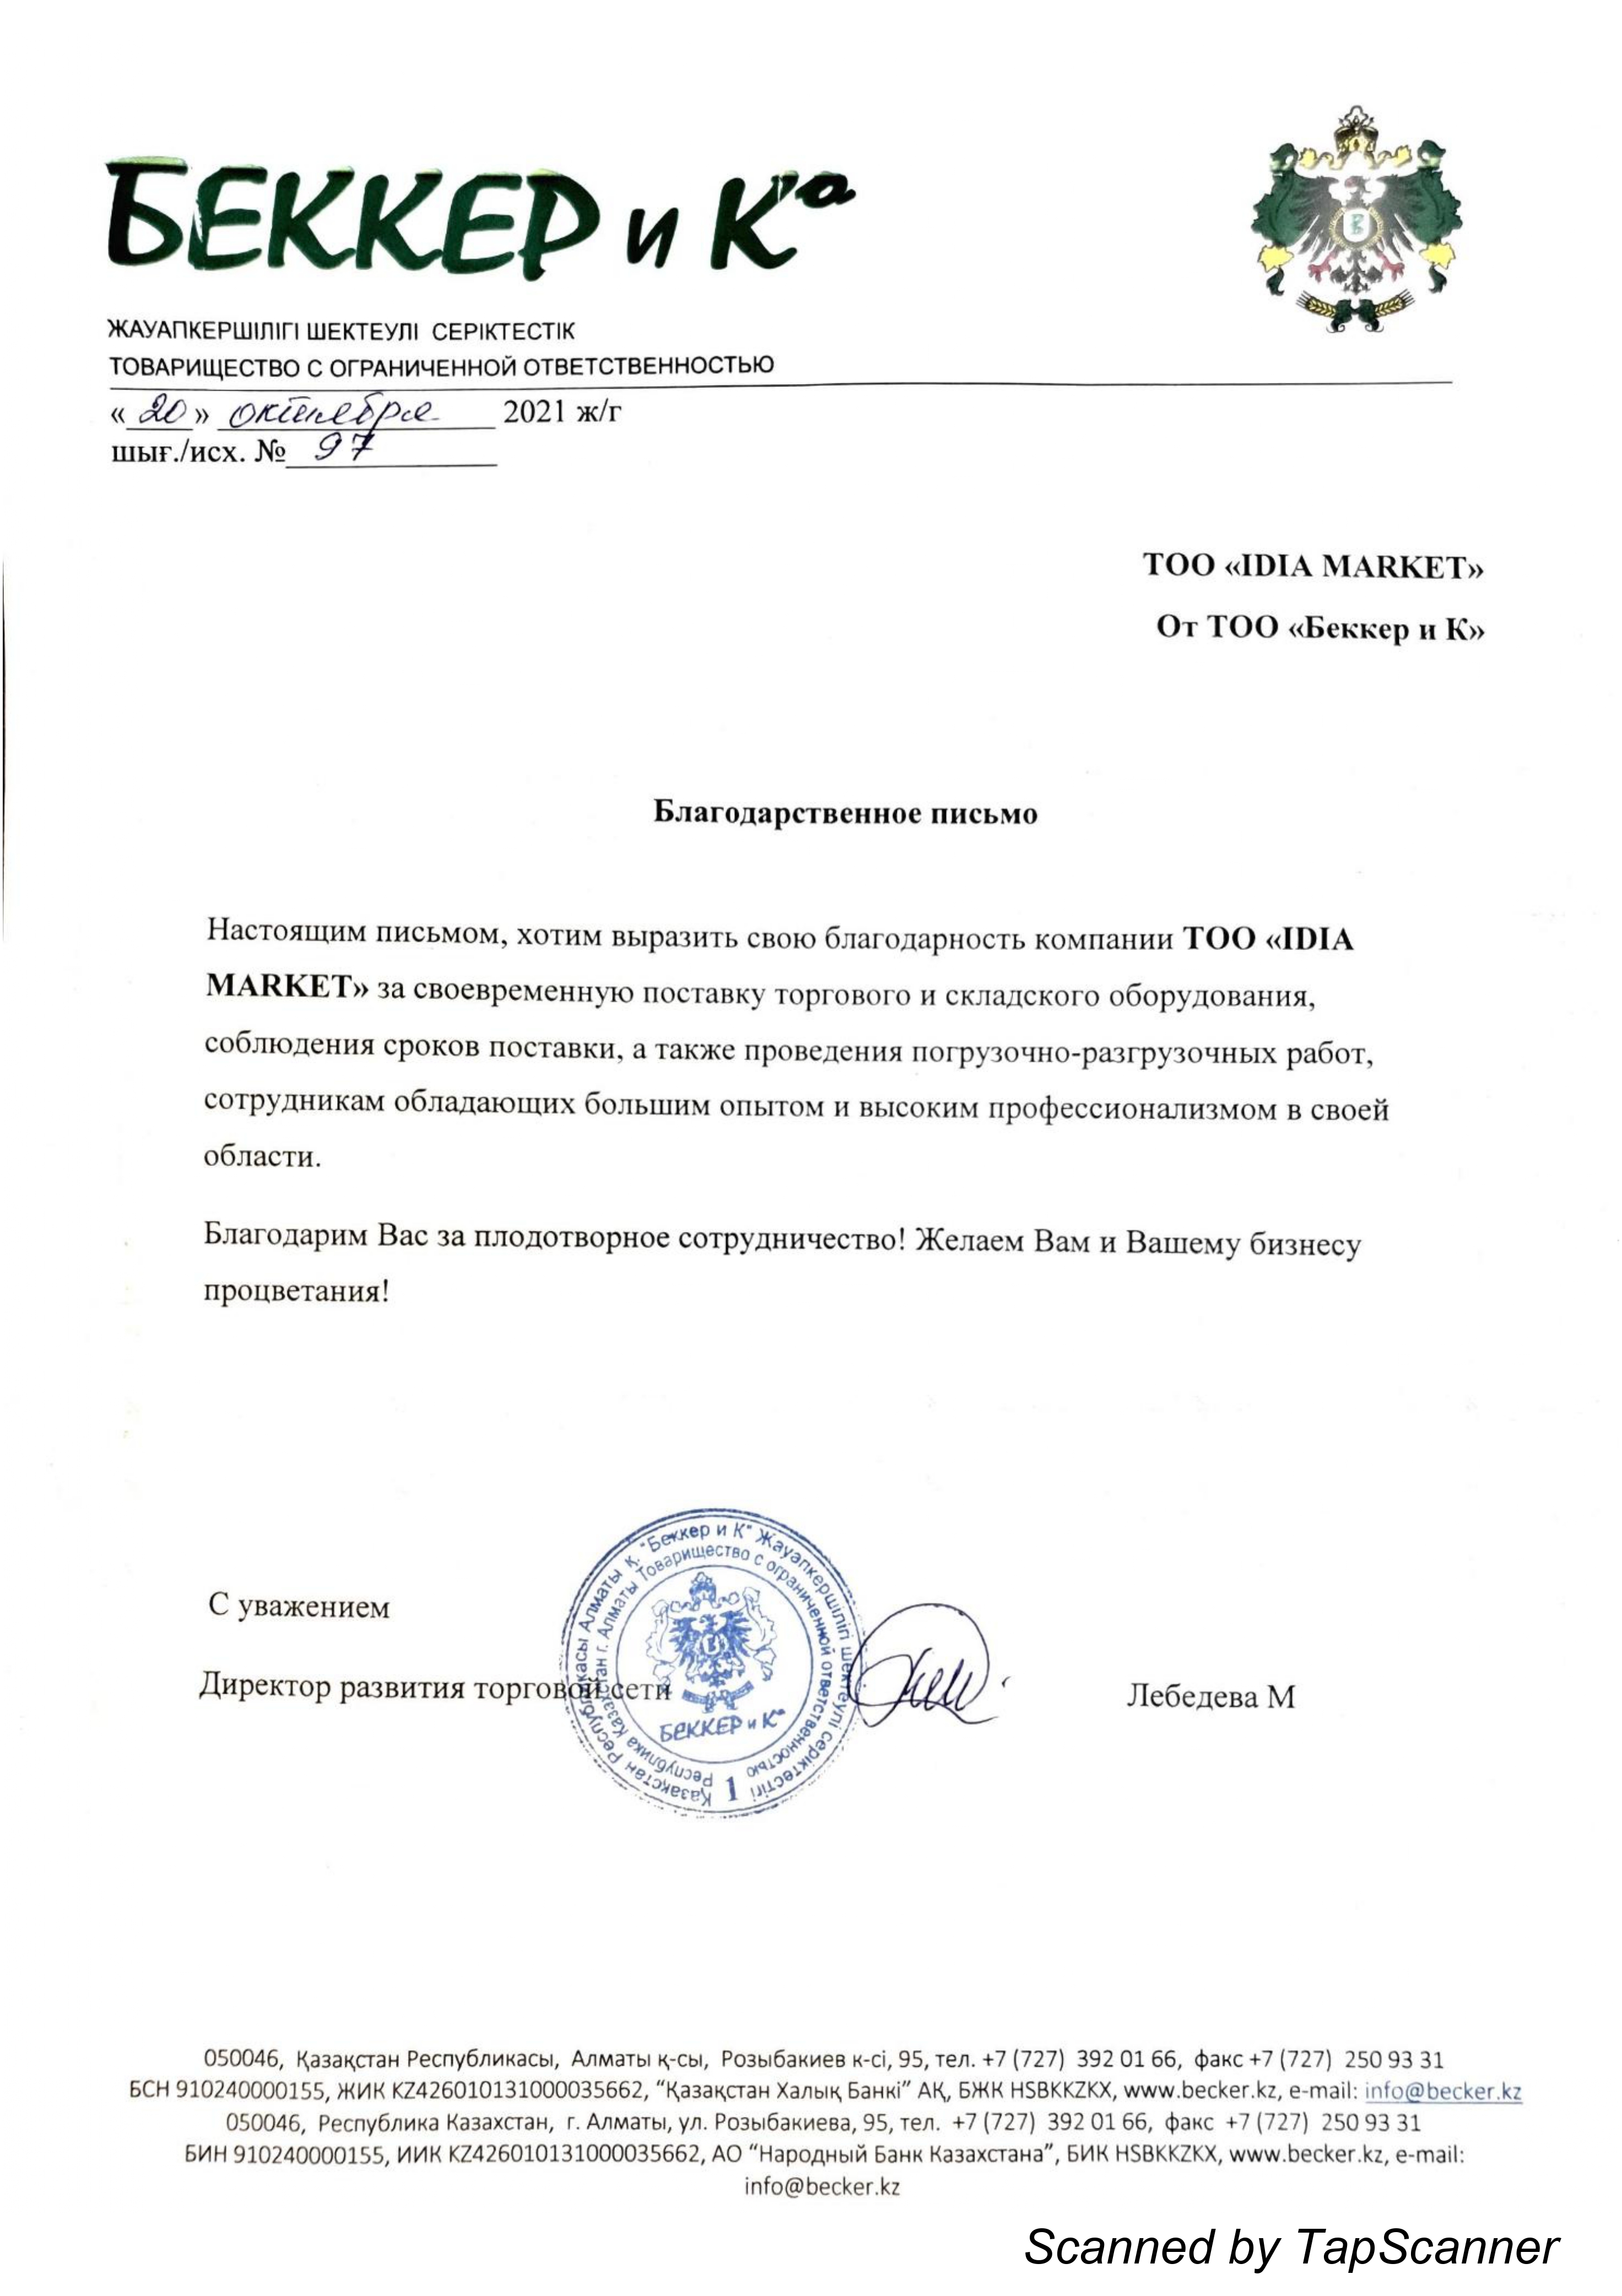 БЕККЕР и Ка
ЖАУАПКЕРШІЛІГІ ШЕКТЕУЛІ СЕРІКТЕСТІК
ТОВАРИЩЕСТВО С ОГРАНИЧЕННОЙ ОТВЕТСТВЕННОСТЬЮ
«20» октября 2021 ж/г
шығ./исх. № 97
ТОО «IDIA MARKET»
От ТОО «Беккер и К»
Благодарственное письмо
Настоящим письмом, хотим выразить свою благодарность компании ТОО «IDIA
MARKET» за своевременную поставку торгового и складского оборудования,
соблюдения сроков поставки, а также проведения погрузочно-разгрузочных работ,
сотрудникам обладающих большим опытом и высоким профессионализмом в своей
области.
Благодарим Вас за плодотворное сотрудничество! Желаем Вам и Вашему бизнесу
процветания!
С уважением
Директор развития торговой сети
Лебедева М
Қазақстан Республикасы Алматы қ. "Беккер и К" Жауапкершілігі шектеулі серіктестігі
Республика Казахстан г. Алматы Товарищество с ограниченной ответственностью
БЕККЕР и Ка
1
050046, Қазақстан Республикасы, Алматы қ-сы, Розыбакиев к-сі, 95, тел. +7 (727) 392 01 66, факс +7 (727) 250 93 31
БСН 910240000155, ЖИК KZ426010131000035662, “Қазақстан Халық Банкі” АҚ, БЖК HSBKKZKX, www.becker.kz, e-mail: info@becker.kz
050046, Республика Казахстан, г. Алматы, ул. Розыбакиева, 95, тел. +7 (727) 392 01 66, факс +7 (727) 250 93 31
БИН 910240000155, ИИК KZ426010131000035662, АО “Народный Банк Казахстана”, БИК HSBKKZKX, www.becker.kz, e-mail:
info@becker.kz
Scanned by TapScanner